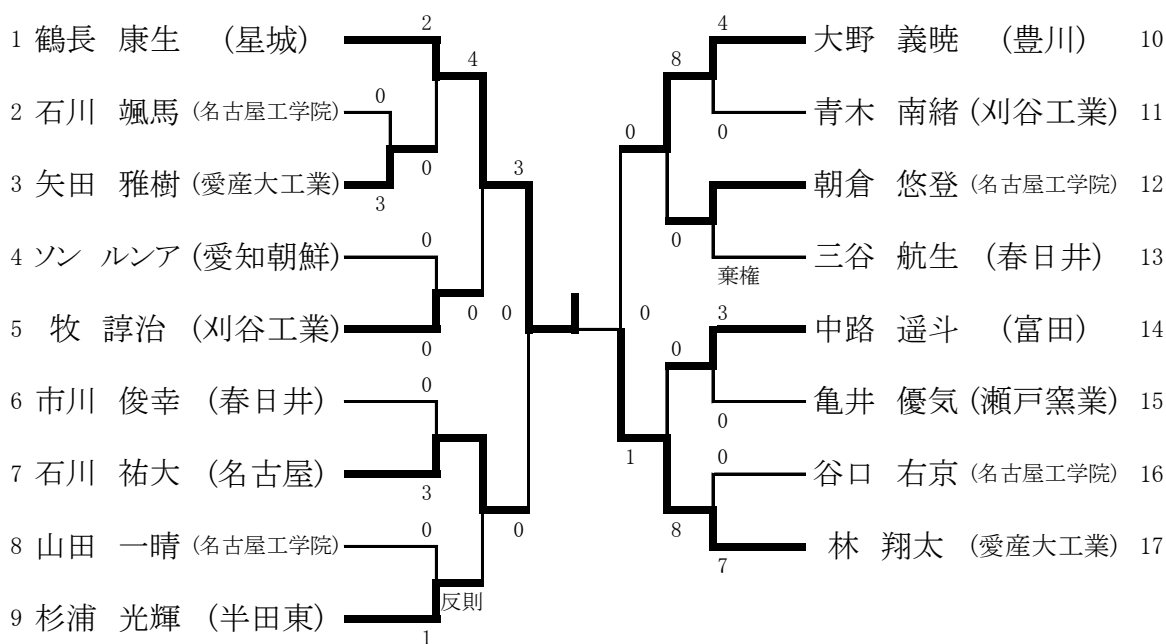 1 鶴長 康生 (星城)
2
4
2 石川 颯馬 (名古屋工学院)
0
3 矢田 雅樹 (愛産大工業)
0
3
3
4 ソン ルンア (愛知朝鮮)
0
5 牧 諄治 (刈谷工業)
0
0
0
6 市川 俊幸 (春日井)
0
7 石川 祐大 (名古屋)
3
0
8 山田 一晴 (名古屋工学院)
0
反則
9 杉浦 光輝 (半田東)
1
4
大野 義暁 (豊川) 10
8
0
青木 南緒 (刈谷工業) 11
0
朝倉 悠登 (名古屋工学院) 12
0
三谷 航生 (春日井) 13
棄権
0
3
中路 遥斗 (富田) 14
0
亀井 優気 (瀬戸窯業) 15
0
1
0
谷口 右京 (名古屋工学院) 16
8
林 翔太 (愛産大工業) 17
7